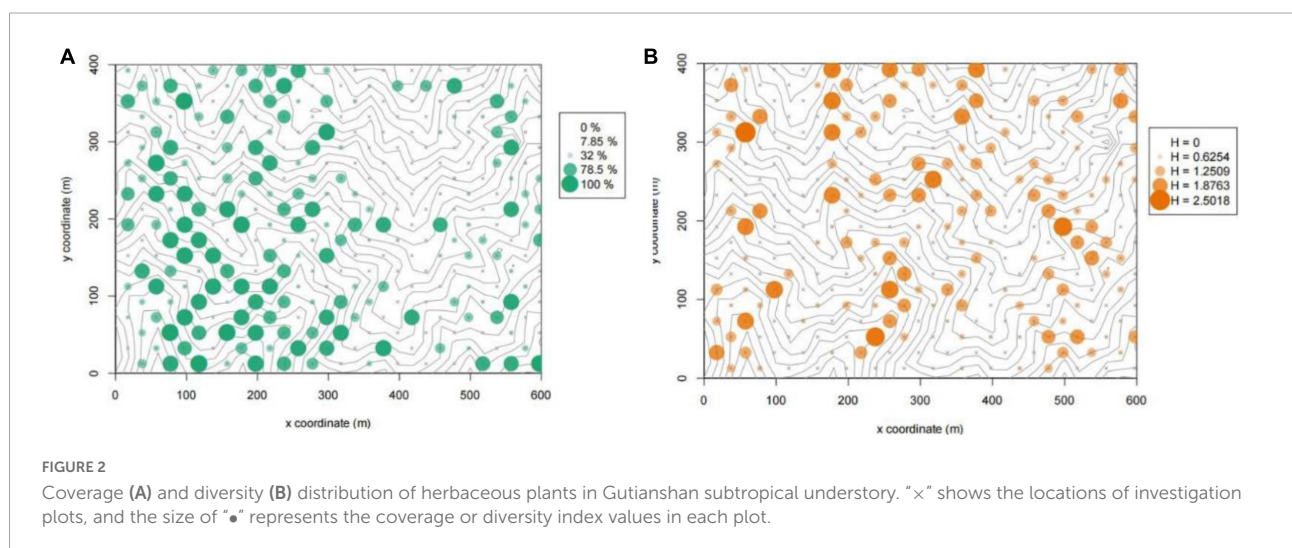 A
400
300
200
100
0
y coordinate (m)
0 100 200 300 400 500 600
x coordinate (m)
0 %
7.85 %
32 %
78.5 %
100 %
B
400
300
200
100
0
y coordinate (m)
0 100 200 300 400 500 600
x coordinate (m)
H = 0
H = 0.6254
H = 1.2509
H = 1.8763
H = 2.5018
FIGURE 2
Coverage (A) and diversity (B) distribution of herbaceous plants in Gutianshan subtropical understory. "×" shows the locations of investigation
plots, and the size of "•" represents the coverage or diversity index values in each plot.